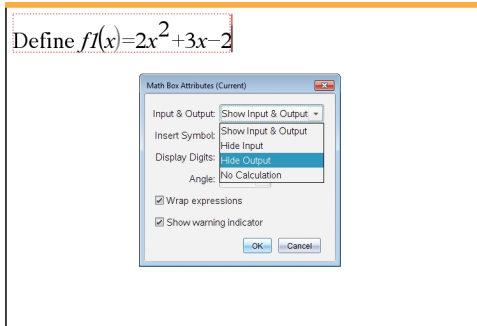 Define f1(x)=2x²+3x−2
Math Box Attributes (Current)
Input & Output: Show Input & Output
Show Input & Output
Insert Symbol:
Hide Input
Display Digits: Hide Output
Angle: No Calculation
Wrap expressions
Show warning indicator
OK Cancel